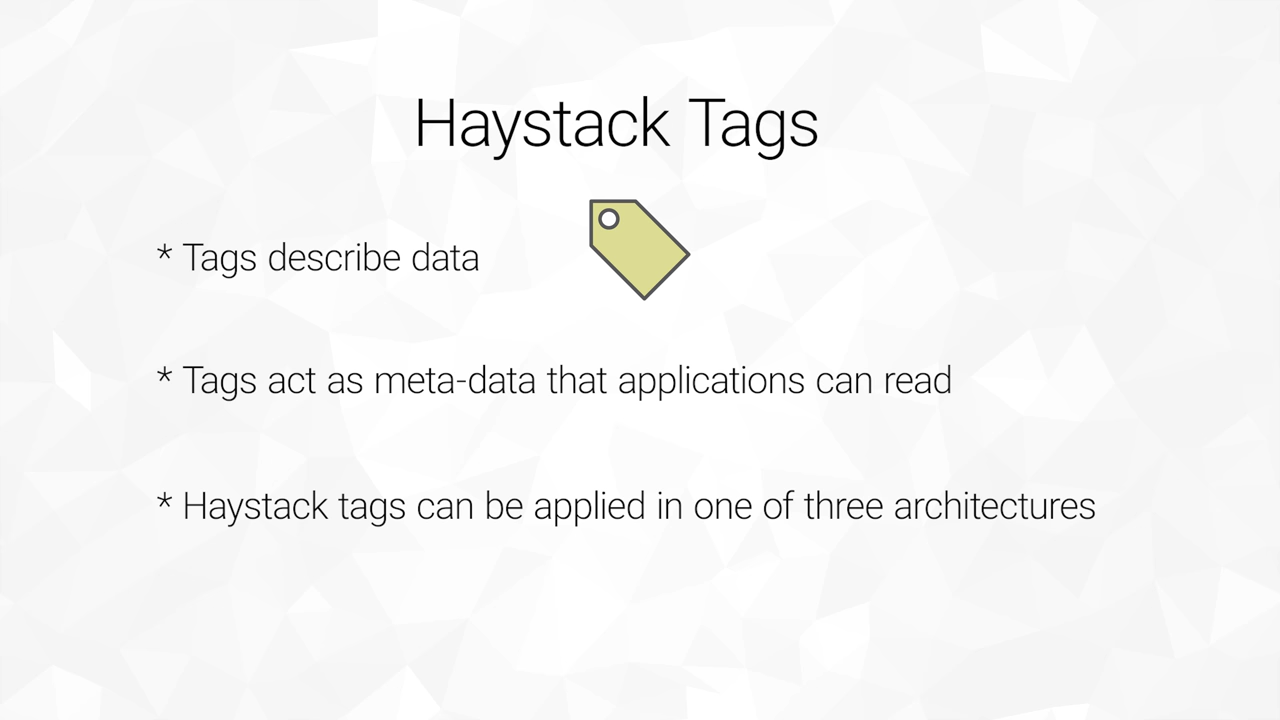 Haystack Tags
* Tags describe data
* Tags act as meta-data that applications can read
* Haystack tags can be applied in one of three architectures